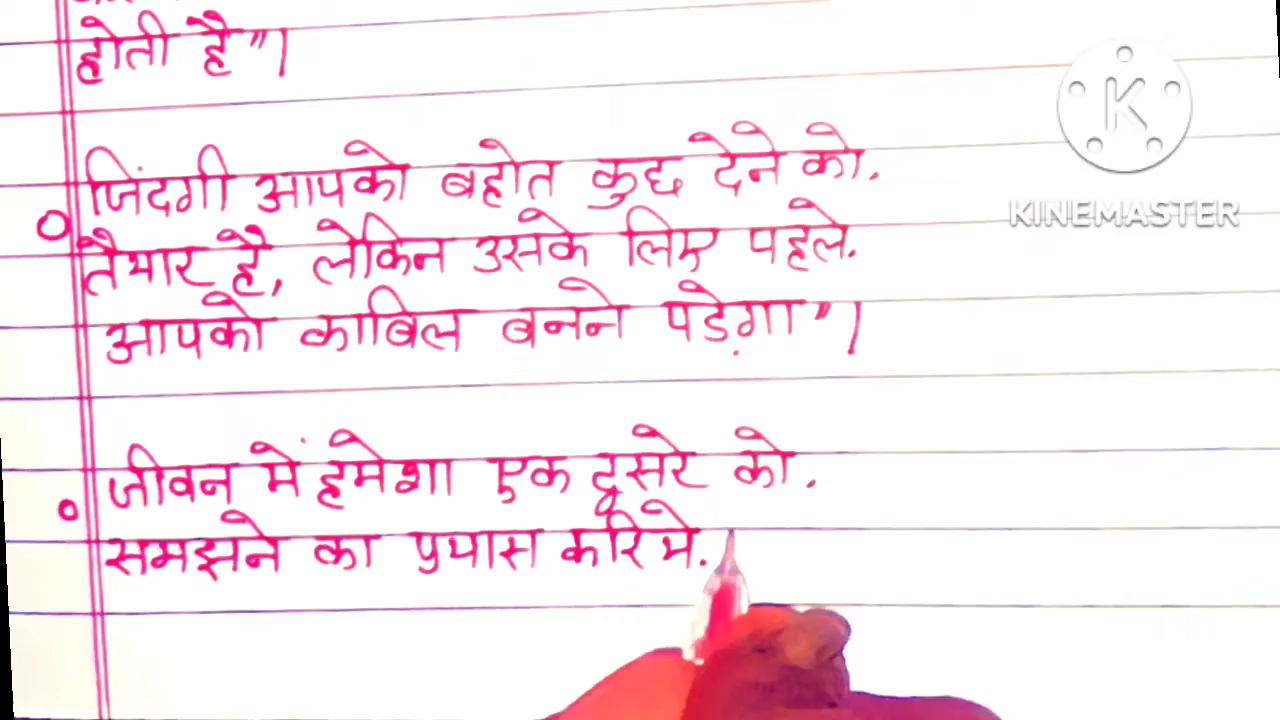 होती है"।
जिंदगी आपको बहोत कुछ देने को.
तैयार है, लेकिन उसके लिए पहले.
आपको काबिल बनने पड़ेगा"।
जीवन में हमेशा एक दूसरे को.
समझने का प्रयास करिये.
K
KINEMASTER